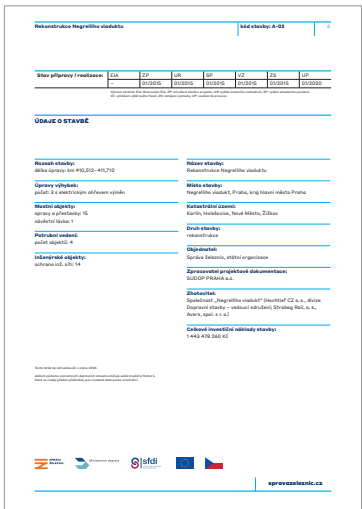 Rekonstrukce Negrelliho viaduktu
kód stavby: A-02
Stav přípravy / realizace:
EIA ZP UR SP VZ ZS UP
– 01/2015 01/2015 01/2015 01/2015 01/2015 01/2020
ÚDAJE O STAVBĚ
Rozsah stavby:
délka úpravy: km 410,512–411,710
Úpravy výhybek:
počet: 3 s elektrickým ohřevem výměn
Mostní objekty:
opravy a přestavby: 15
návěstní lávka: 1
Potrubní vedení:
počet objektů: 4
Inženýrské objekty:
ochrana inž. sítí: 14
Název stavby:
Rekonstrukce Negrelliho viaduktu
Místo stavby:
Negrelliho viadukt, Praha, kraj hlavní město Praha
Katastrální území:
Karlín, Holešovice, Nové Město, Žižkov
Druh stavby:
rekonstrukce
Objednatel:
Správa železnic, státní organizace
Zpracovatel projektové dokumentace:
SUDOP PRAHA a.s.
Zhotovitel:
Společnost „Negrelliho viadukt“ (Hochtief CZ a. s., divize
Dopravní stavby – vedoucí sdružení; Strabag Rail, a. s.,
Avers, spol. s r. o.)
Celkové investiční náklady stavby:
1 443 478 260 Kč
SPRÁVA
ŽELEZNIC
Ministerstvo dopravy
sfdi
spravazeleznic.cz